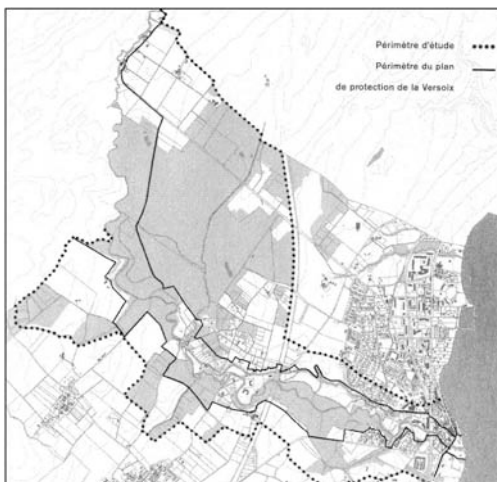 Périmètre d'étude
Périmètre du plan
de protection de la Versoix